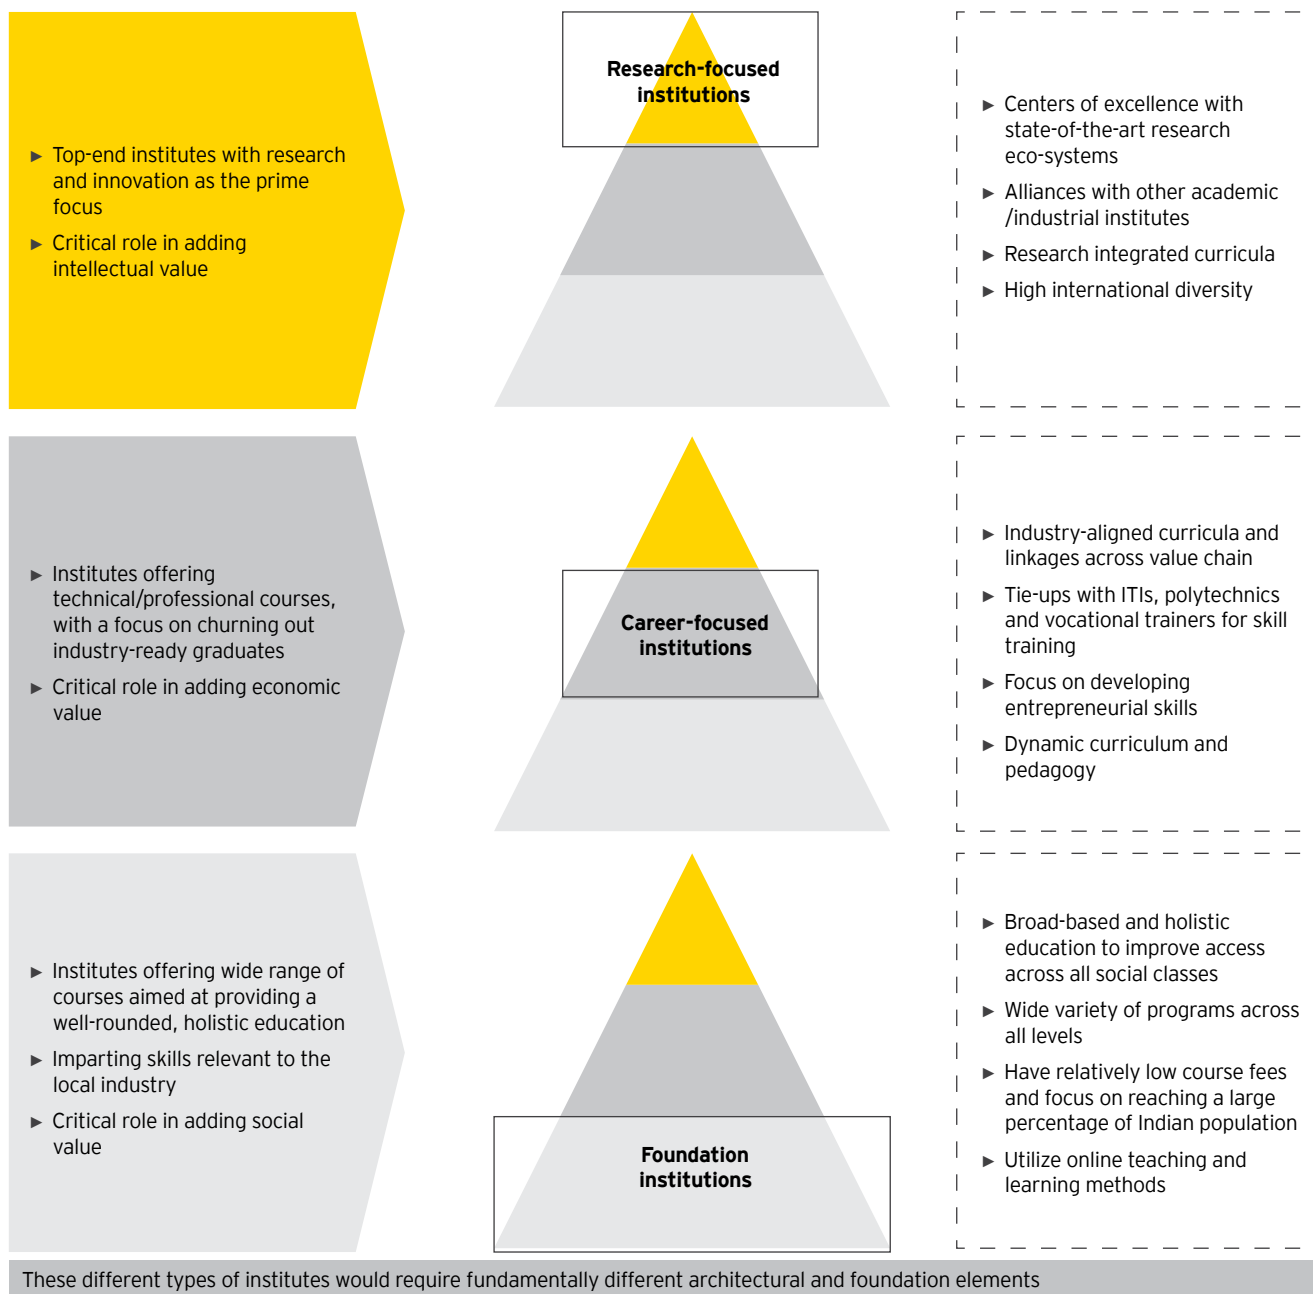 ► Top-end institutes with research
and innovation as the prime
focus
► Critical role in adding
intellectual value
Research-focused
institutions
► Centers of excellence with
state-of-the-art research
eco-systems
► Alliances with other academic
/industrial institutes
► Research integrated curricula
► High international diversity
► Institutes offering
technical/professional courses,
with a focus on churning out
industry-ready graduates
► Critical role in adding economic
value
Career-focused
institutions
► Industry-aligned curricula and
linkages across value chain
► Tie-ups with ITIs, polytechnics
and vocational trainers for skill
training
► Focus on developing
entrepreneurial skills
► Dynamic curriculum and
pedagogy
► Institutes offering wide range of
courses aimed at providing a
well-rounded, holistic education
► Imparting skills relevant to the
local industry
► Critical role in adding social
value
Foundation
institutions
► Broad-based and holistic
education to improve access
across all social classes
► Wide variety of programs across
all levels
► Have relatively low course fees
and focus on reaching a large
percentage of Indian population
► Utilize online teaching and
learning methods
These different types of institutes would require fundamentally different architectural and foundation elements